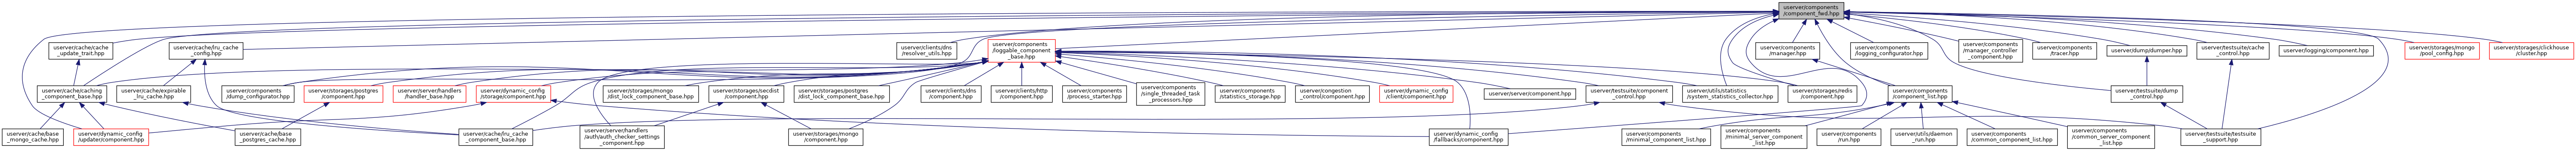 userver/components
/component_fwd.hpp
userver/cache/cache
_update_trait.hpp
userver/cache/lru_cache
_config.hpp
userver/clients/dns
/resolver_utils.hpp
userver/components
/loggable_component
_base.hpp
userver/components
/manager.hpp
userver/components
/logging_configurator.hpp
userver/components
/manager_controller
_component.hpp
userver/components
/tracer.hpp
userver/dump/dumper.hpp
userver/testsuite/cache
_control.hpp
userver/logging/component.hpp
userver/storages/mongo
/pool_config.hpp
userver/storages/clickhouse
/cluster.hpp
userver/cache/caching
_component_base.hpp
userver/cache/expirable
_lru_cache.hpp
userver/components
/dump_configurator.hpp
userver/storages/postgres
/component.hpp
userver/server/handlers
/handler_base.hpp
userver/dynamic_config
/storage/component.hpp
userver/storages/mongo
/dist_lock_component_base.hpp
userver/storages/secdist
/component.hpp
userver/storages/postgres
/dist_lock_component_base.hpp
userver/clients/dns
/component.hpp
userver/clients/http
/component.hpp
userver/components
/process_starter.hpp
userver/components
/single_threaded_task
_processors.hpp
userver/components
/statistics_storage.hpp
userver/congestion
_control/component.hpp
userver/dynamic_config
/client/component.hpp
userver/server/component.hpp
userver/testsuite/component
_control.hpp
userver/utils/statistics
/system_statistics_collector.hpp
userver/storages/redis
/component.hpp
userver/components
/component_list.hpp
userver/testsuite/dump
_control.hpp
userver/cache/base
_mongo_cache.hpp
userver/dynamic_config
/updater/component.hpp
userver/cache/base
_postgres_cache.hpp
userver/cache/lru_cache
_component_base.hpp
userver/server/handlers
/auth/auth_checker_settings
_component.hpp
userver/storages/mongo
/component.hpp
userver/dynamic_config
/fallbacks/component.hpp
userver/components
/minimal_component_list.hpp
userver/components
/minimal_server_component
_list.hpp
userver/components
/run.hpp
userver/utils/daemon
_run.hpp
userver/components
/common_component_list.hpp
userver/components
/common_server_component
_list.hpp
userver/testsuite/testsuite
_support.hpp